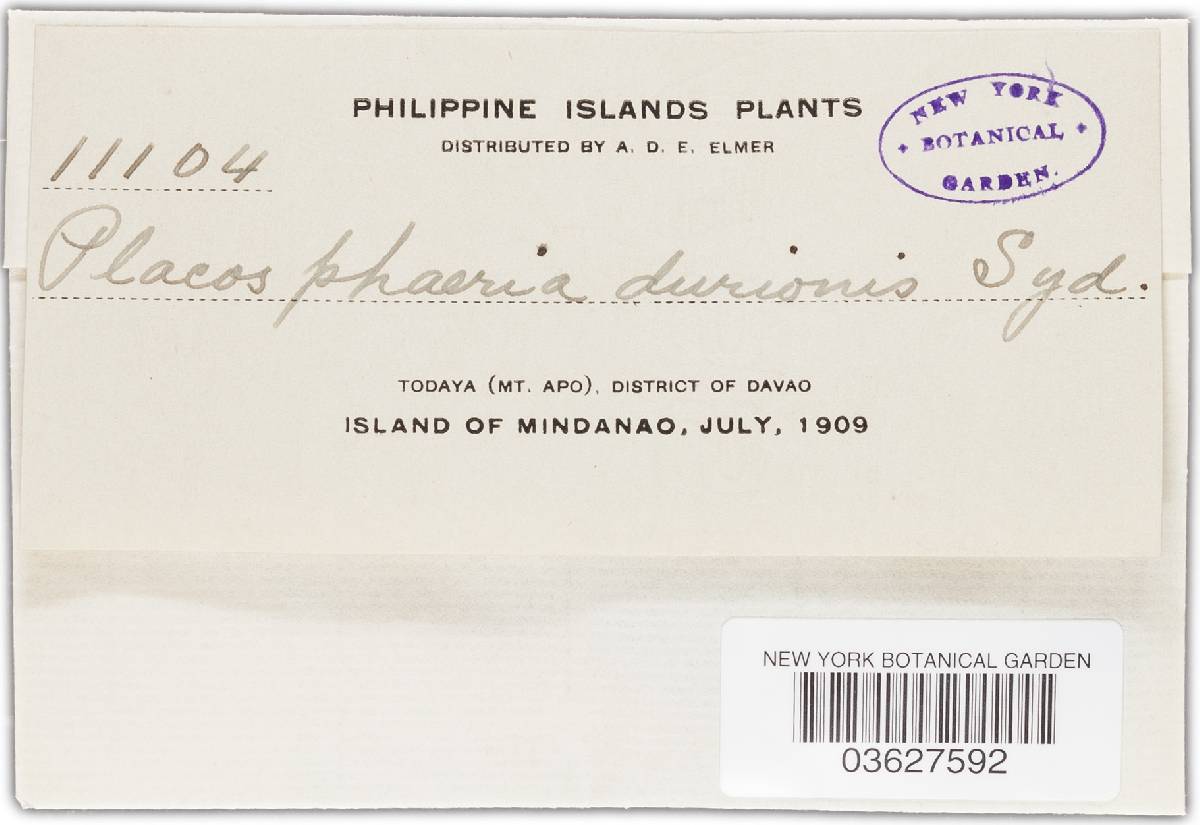 PHILIPPINE ISLANDS PLANTS
DISTRIBUTED BY A. D. E. ELMER
NEW YORK
BOTANICAL
GARDEN.
11104
Placosphaeria durionis Syd.
TODAYA (MT. APO), DISTRICT OF DAVAO
ISLAND OF MINDANAO, JULY, 1909
NEW YORK BOTANICAL GARDEN
03627592